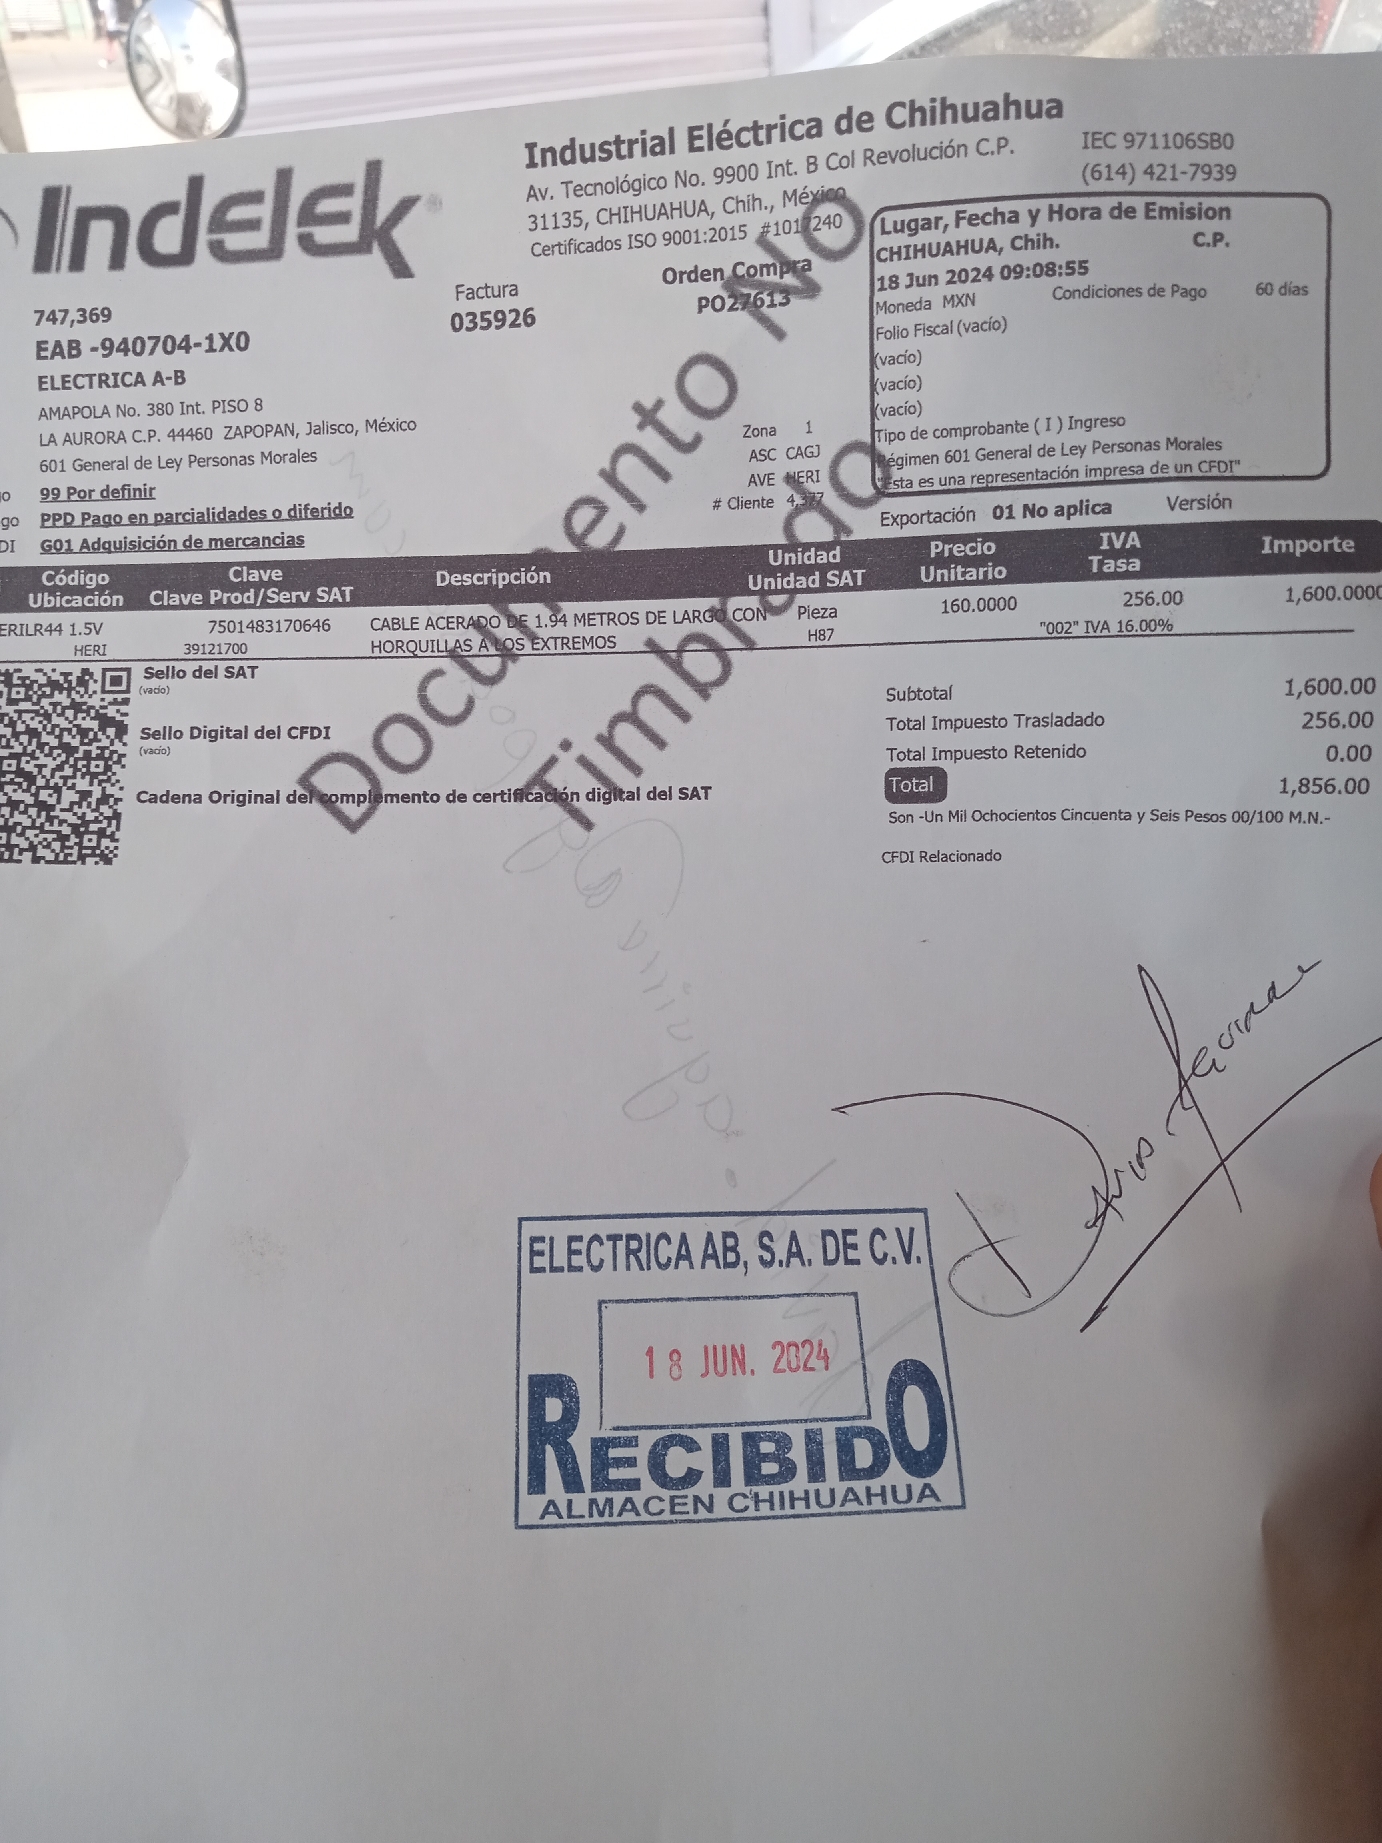 Indelek
Industrial Eléctrica de Chihuahua
Av. Tecnológico No. 9900 Int. B Col Revolución C.P.
31135, CHIHUAHUA, Chih., México
Certificados ISO 9001:2015 #1017240
IEC 971106SB0
(614) 421-7939
Lugar, Fecha y Hora de Emision
CHIHUAHUA, Chih. C.P.
18 Jun 2024 09:08:55
Moneda MXN Condiciones de Pago 60 días
Folio Fiscal (vacío)
(vacío)
(vacío)
(vacío)
Tipo de comprobante ( I ) Ingreso
Régimen 601 General de Ley Personas Morales
"Esta es una representación impresa de un CFDI"
Factura
035926
Orden Compra
PO27613
747,369
EAB -940704-1X0
ELECTRICA A-B
AMAPOLA No. 380 Int. PISO 8
LA AURORA C.P. 44460 ZAPOPAN, Jalisco, México
601 General de Ley Personas Morales
Zona 1
ASC CAGJ
AVE HERI
# Cliente 4,377
99 Por definir
go PPD Pago en parcialidades o diferido
DI G01 Adquisición de mercancias
Exportación 01 No aplica Versión
Documento No
Timbrado
Código Clave Descripción Unidad Precio IVA Importe
Ubicación Clave Prod/Serv SAT Unidad SAT Unitario Tasa
ERILR44 1.5V 7501483170646 CABLE ACERADO DE 1.94 METROS DE LARGO CON Pieza 160.0000 256.00 1,600.0000
HERI 39121700 HORQUILLAS A LOS EXTREMOS H87 "002" IVA 16.00%
Sello del SAT
(vacío)
Sello Digital del CFDI
(vacío)
Cadena Original del complemento de certificación digital del SAT
Subtotal 1,600.00
Total Impuesto Trasladado 256.00
Total Impuesto Retenido 0.00
Total 1,856.00
Son -Un Mil Ochocientos Cincuenta y Seis Pesos 00/100 M.N.-
CFDI Relacionado
ELECTRICA AB, S.A. DE C.V.
18 JUN. 2024
RECIBIDO
ALMACEN CHIHUAHUA